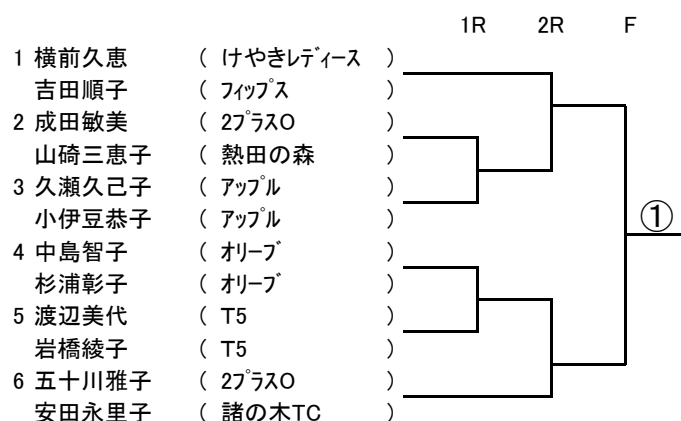 1R 2R F
1 横前久恵 ( けやきﾚﾃﾞｨｰｽ )
吉田順子 ( ﾌｨｯﾌﾟｽ )
2 成田敏美 ( 2ﾌﾟﾗｽO )
山碕三恵子 ( 熱田の森 )
3 久瀬久己子 ( ｱｯﾌﾟﾙ )
小伊豆恭子 ( ｱｯﾌﾟﾙ )
①
4 中島智子 ( ｵﾘｰﾌﾞ )
杉浦彰子 ( ｵﾘｰﾌﾞ )
5 渡辺美代 ( T5 )
岩橋綾子 ( T5 )
6 五十川雅子 ( 2ﾌﾟﾗｽO )
安田永里子 ( 諸の木TC )